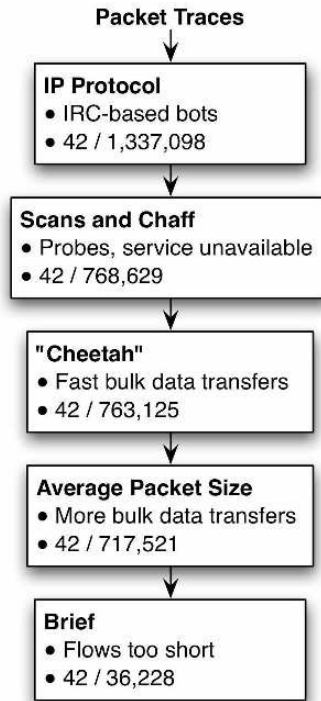 Packet Traces
IP Protocol
● IRC-based bots
● 42 / 1,337,098
Scans and Chaff
● Probes, service unavailable
● 42 / 768,629
"Cheetah"
● Fast bulk data transfers
● 42 / 763,125
Average Packet Size
● More bulk data transfers
● 42 / 717,521
Brief
● Flows too short
● 42 / 36,228